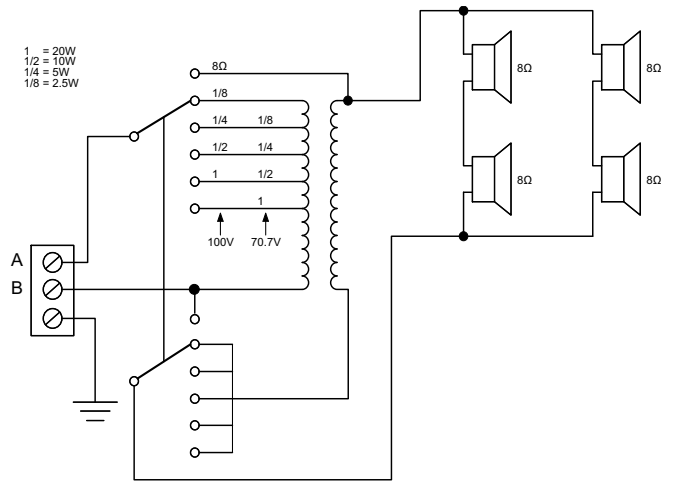 1 = 20W
1/2 = 10W
1/4 = 5W
1/8 = 2.5W
8Ω
1/8
1/4 1/8
1/2 1/4
1 1/2
1
100V 70.7V
A
B
8Ω
8Ω
8Ω
8Ω